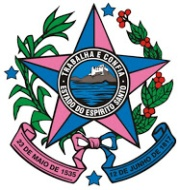 TRABALHA E CONFIA
ESTADO DO ESPIRITO SANTO
23 DE MAIO DE 1535
12 DE JUNHO DE 1817